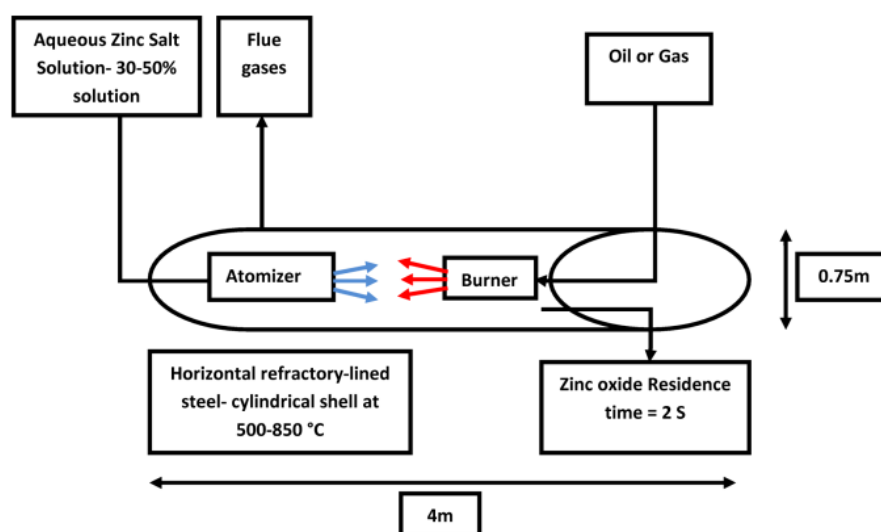 Aqueous Zinc Salt
Solution- 30-50%
solution
Flue
gases
Oil or Gas
Atomizer
Burner
0.75m
Horizontal refractory-lined
steel- cylindrical shell at
500-850 °C
Zinc oxide Residence
time = 2 S
4m